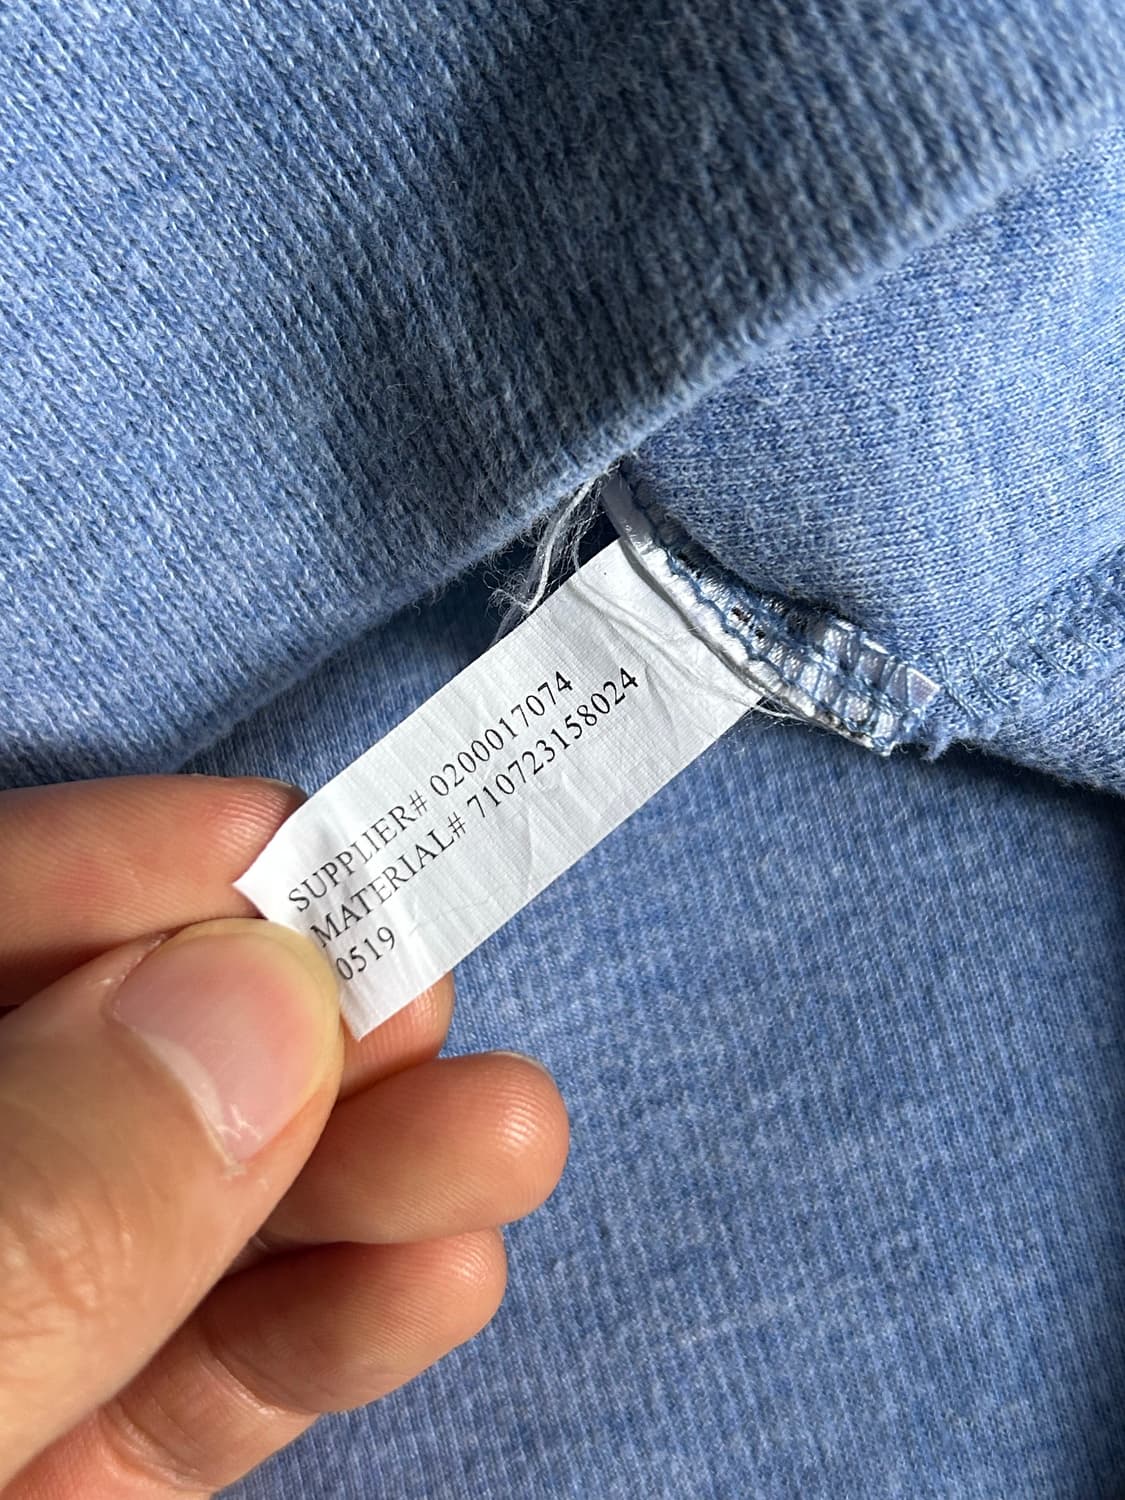 SUPPLIER# 0200017074
MATERIAL# 710723158024
0519